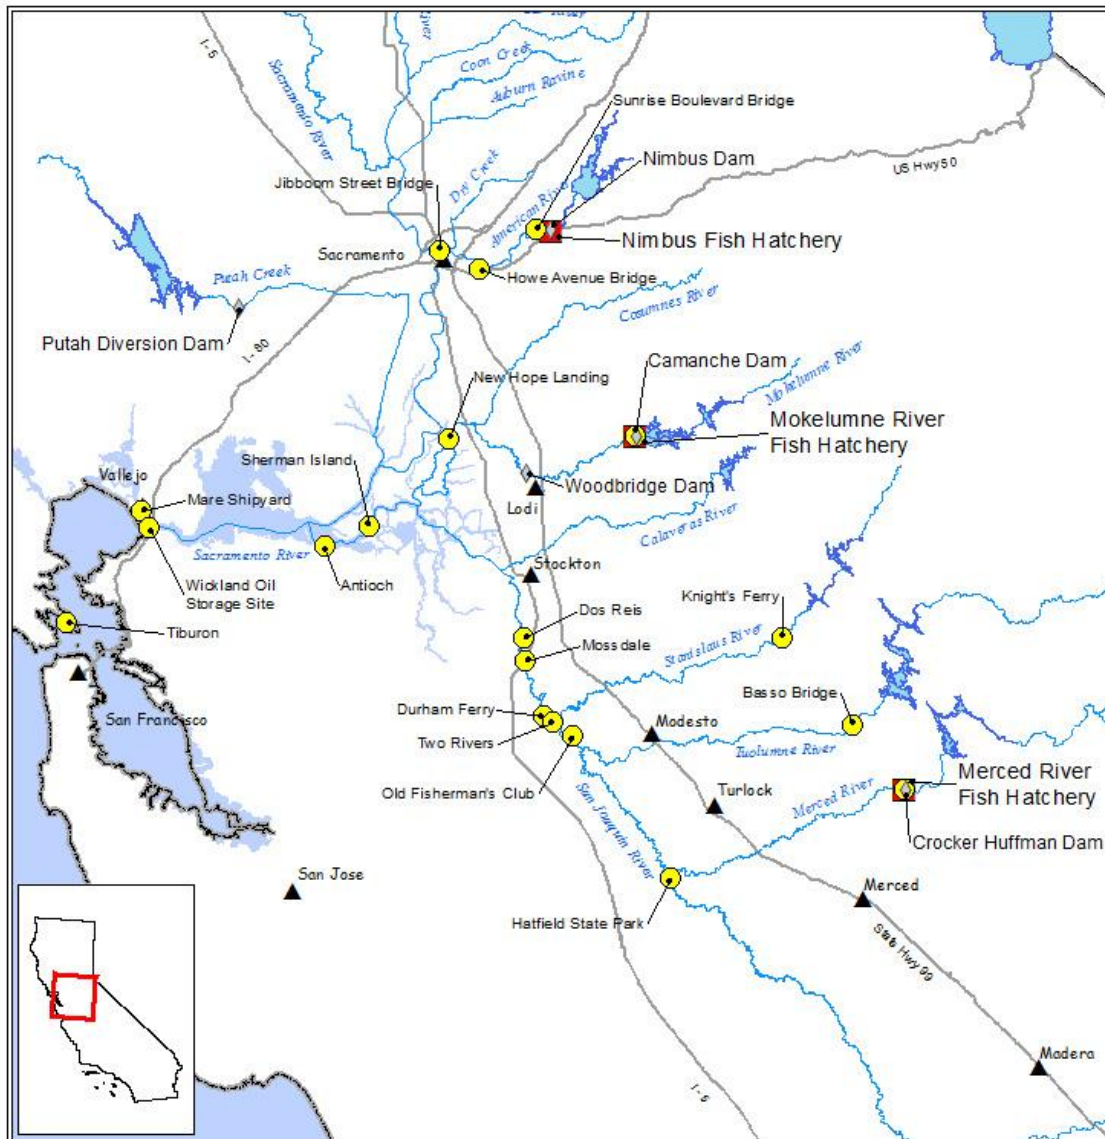 River
I-5
Coon Creek
Sacramento River
Auburn Ravine
Sunrise Boulevard Bridge
Nimbus Dam
US Hwy 50
Jibboom Street Bridge
Dry Creek
American River
Nimbus Fish Hatchery
Sacramento
Howe Avenue Bridge
Putah Creek
Cosumnes River
Putah Diversion Dam
I-80
New Hope Landing
Camanche Dam
Mokelumne River
Mokelumne River
Fish Hatchery
Sherman Island
Vallejo
Mare Shipyard
Woodbridge Dam
Lodi
Calaveras River
Sacramento River
Antioch
Stockton
Wickland Oil
Storage Site
Tiburon
Dos Reis
Knight's Ferry
Mossdale
Stanislaus River
San Francisco
Durham Ferry
Basso Bridge
Two Rivers
Modesto
Tuolumne River
Old Fisherman's Club
Turlock
Merced River
Merced River
Fish Hatchery
Crocker Huffman Dam
San Joaquin River
San Jose
Merced
Hatfield State Park
State Hwy 99
Madera
I-5